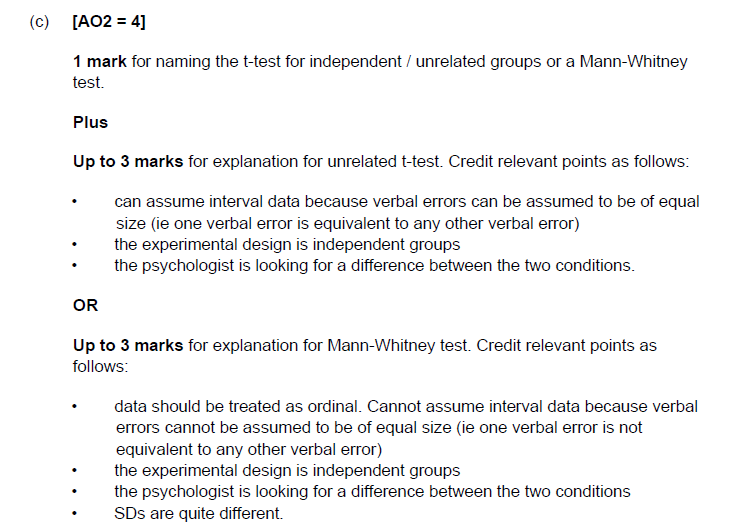 (c) [AO2 = 4]
1 mark for naming the t-test for independent / unrelated groups or a Mann-Whitney
test.
Plus
Up to 3 marks for explanation for unrelated t-test. Credit relevant points as follows:
• can assume interval data because verbal errors can be assumed to be of equal
size (ie one verbal error is equivalent to any other verbal error)
• the experimental design is independent groups
• the psychologist is looking for a difference between the two conditions.
OR
Up to 3 marks for explanation for Mann-Whitney test. Credit relevant points as
follows:
• data should be treated as ordinal. Cannot assume interval data because verbal
errors cannot be assumed to be of equal size (ie one verbal error is not
equivalent to any other verbal error)
• the experimental design is independent groups
• the psychologist is looking for a difference between the two conditions
• SDs are quite different.